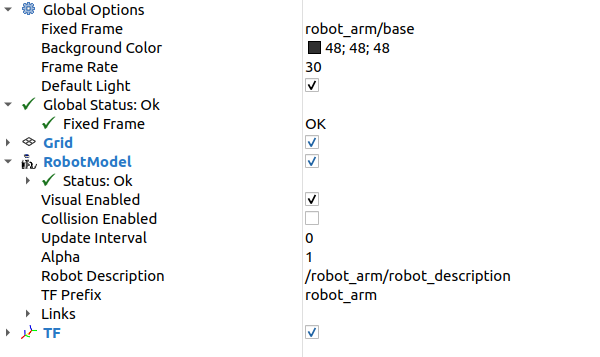 Global Options
Fixed Frame robot_arm/base
Background Color 48; 48; 48
Frame Rate 30
Default Light
Global Status: Ok
Fixed Frame OK
Grid
RobotModel
Status: Ok
Visual Enabled
Collision Enabled
Update Interval 0
Alpha 1
Robot Description /robot_arm/robot_description
TF Prefix robot_arm
Links
TF